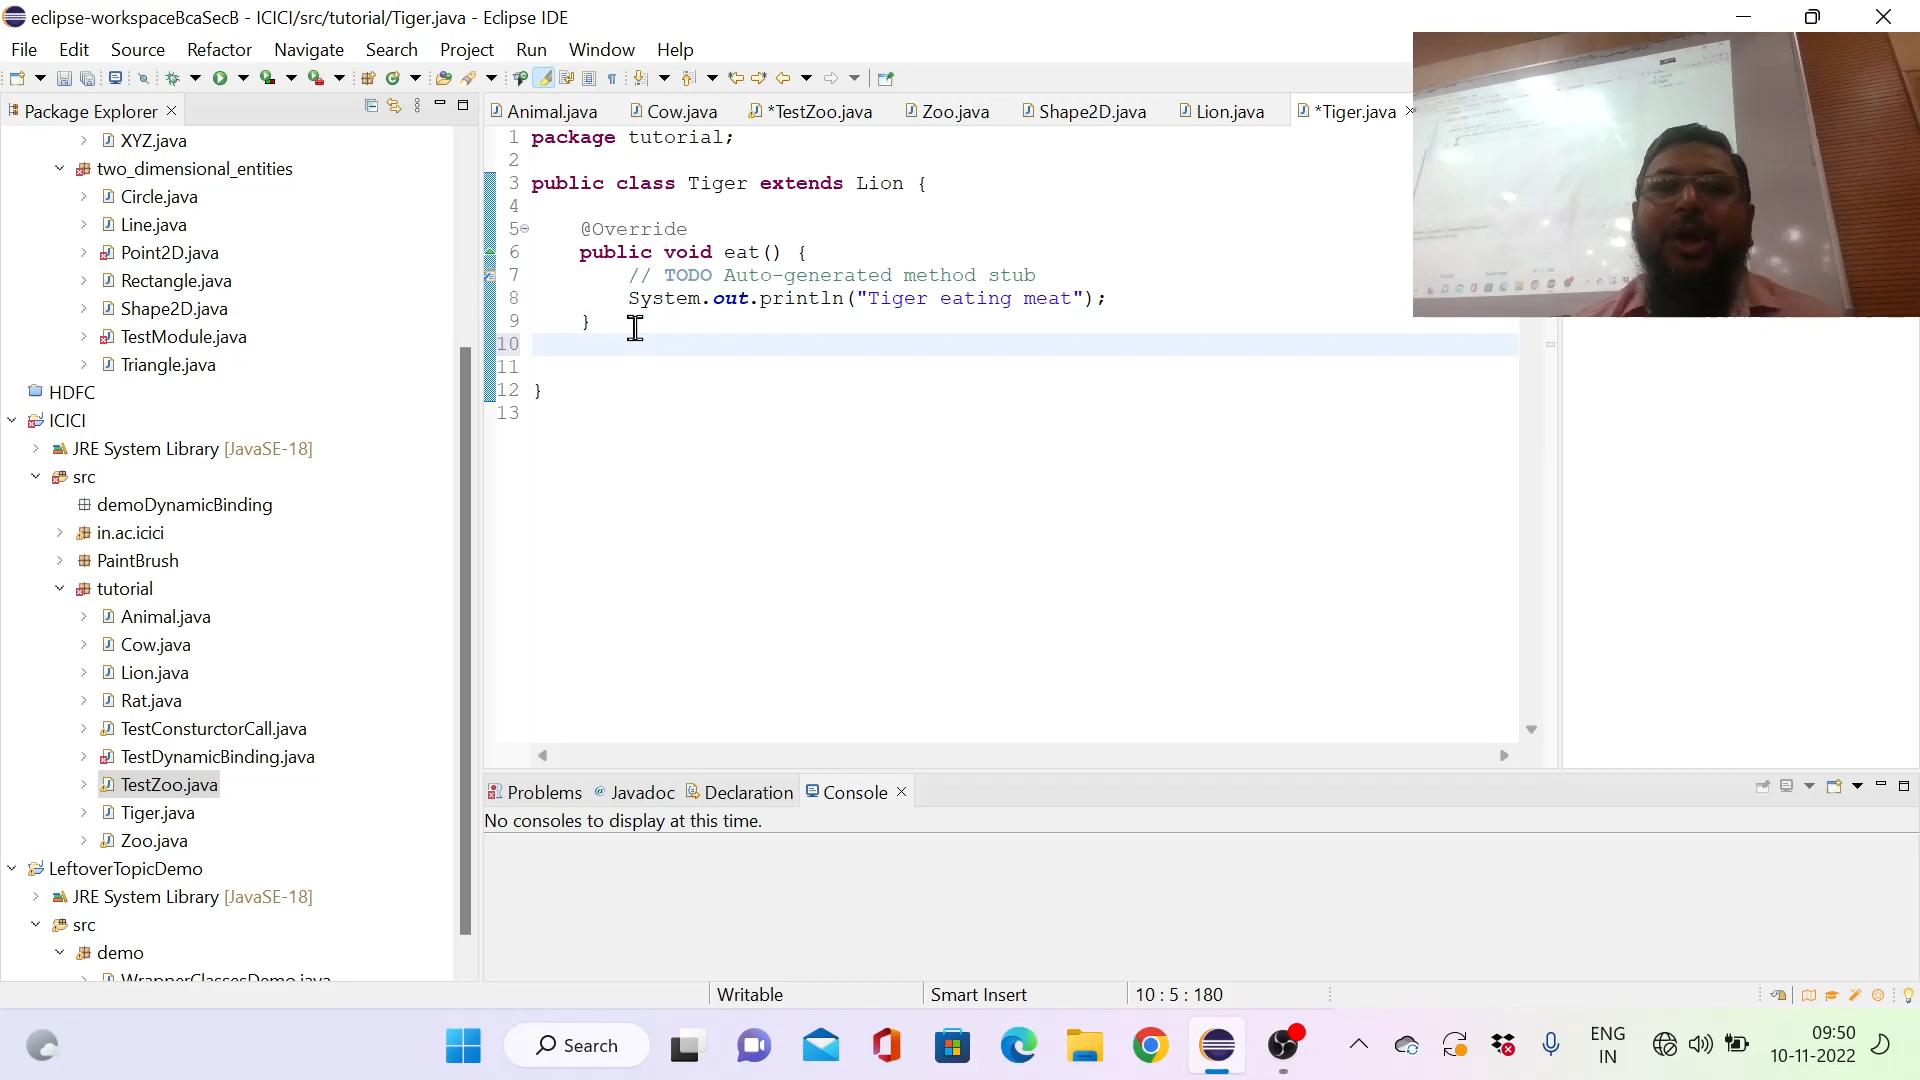 eclipse-workspaceBcaSecB - ICICI/src/tutorial/Tiger.java - Eclipse IDE
File Edit Source Refactor Navigate Search Project Run Window Help
Package Explorer
XYZ.java
two_dimensional_entities
Circle.java
Line.java
Point2D.java
Rectangle.java
Shape2D.java
TestModule.java
Triangle.java
HDFC
ICICI
JRE System Library [JavaSE-18]
src
demoDynamicBinding
in.ac.icici
PaintBrush
tutorial
Animal.java
Cow.java
Lion.java
Rat.java
TestConsturctorCall.java
TestDynamicBinding.java
TestZoo.java
Tiger.java
Zoo.java
LeftoverTopicDemo
JRE System Library [JavaSE-18]
src
demo
WrapperClassesDemo.java
Animal.java Cow.java *TestZoo.java Zoo.java Shape2D.java Lion.java *Tiger.java
1 package tutorial;
2
3 public class Tiger extends Lion {
4
5 @Override
6 public void eat() {
7 // TODO Auto-generated method stub
8 System.out.println("Tiger eating meat");
9 }
10
11
12 }
13
Problems @ Javadoc Declaration Console
No consoles to display at this time.
Writable Smart Insert 10 : 5 : 180
Search
ENG
IN
09:50
10-11-2022